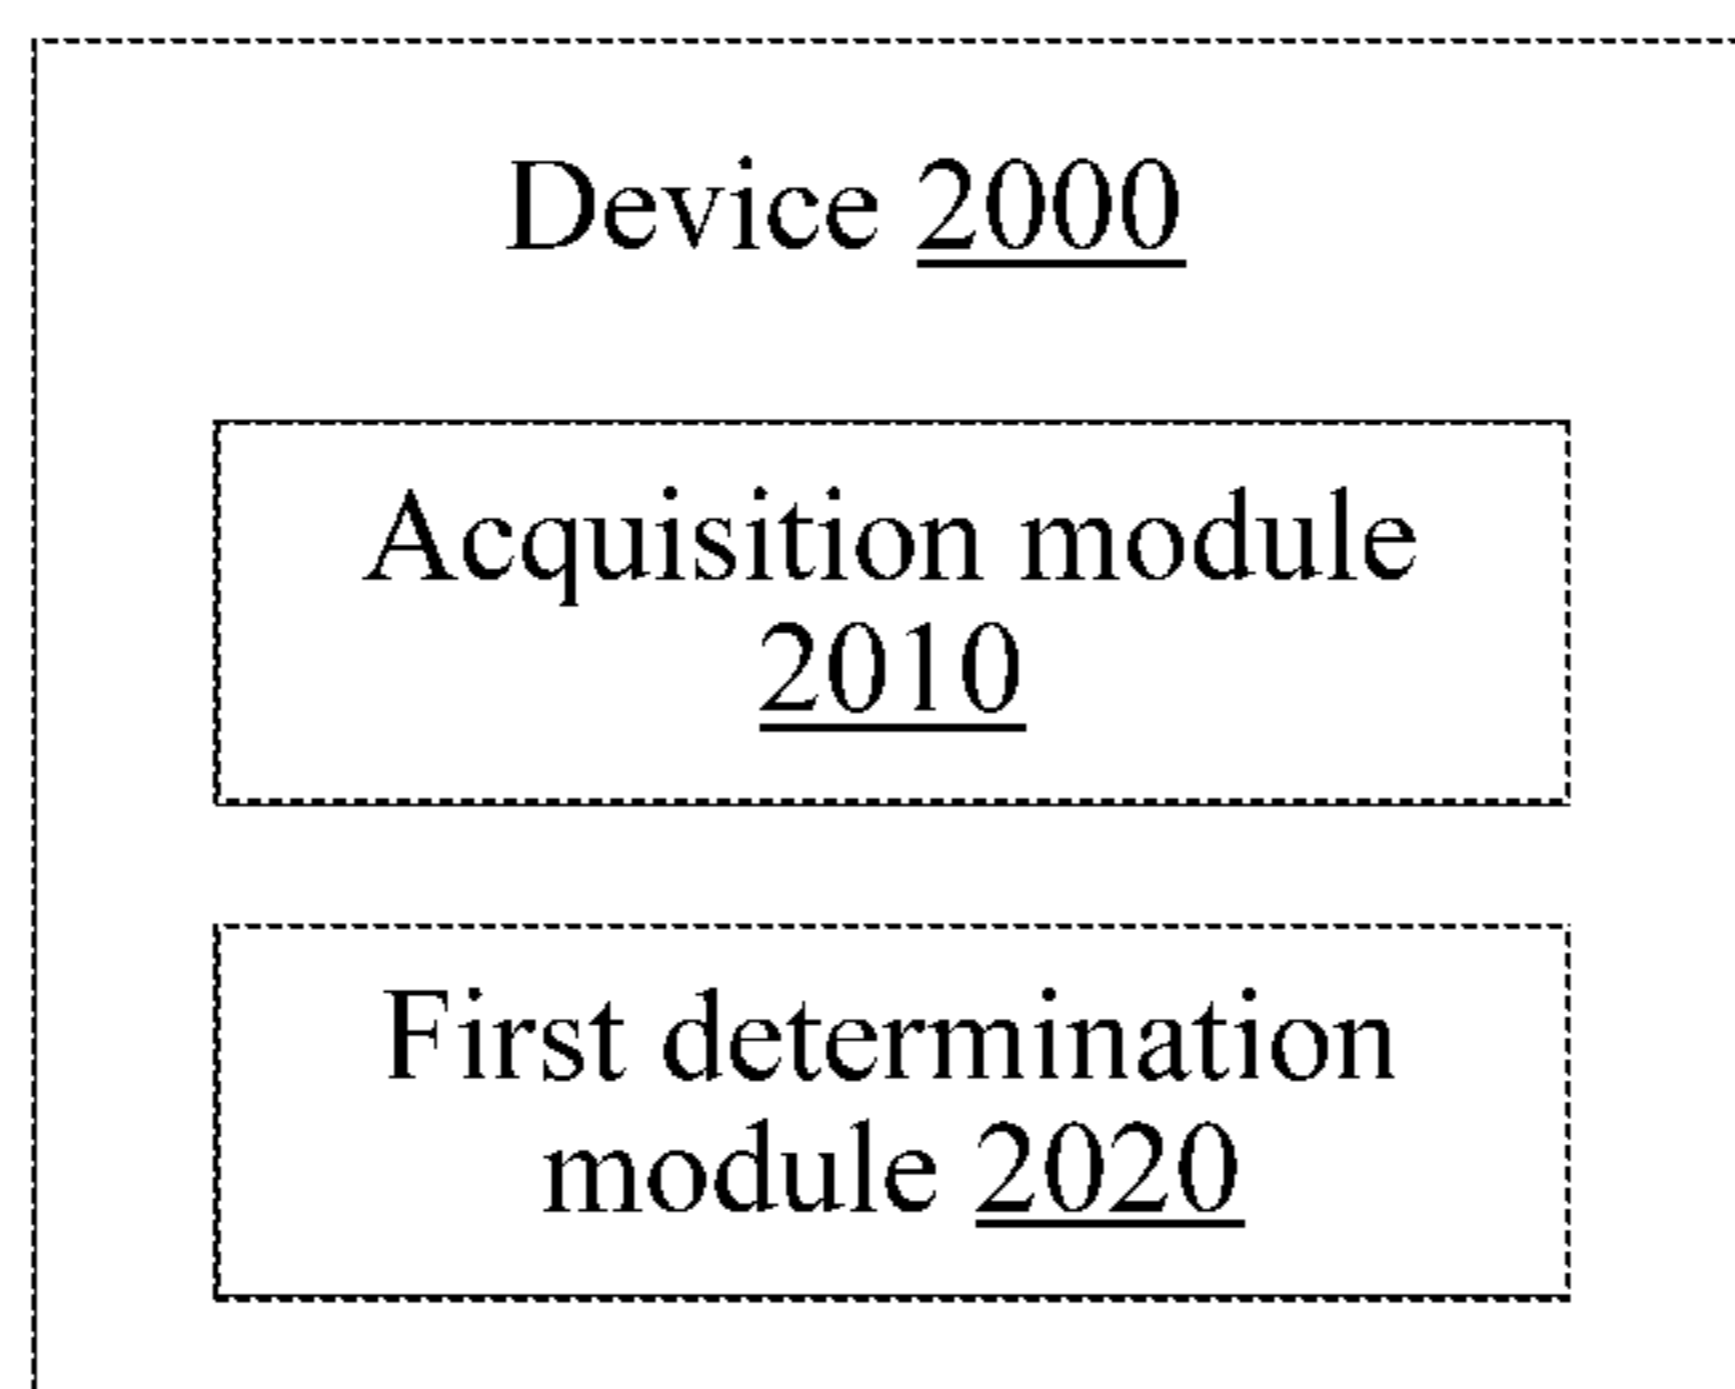 Device 2000
Acquisition module
2010
First determination
module 2020